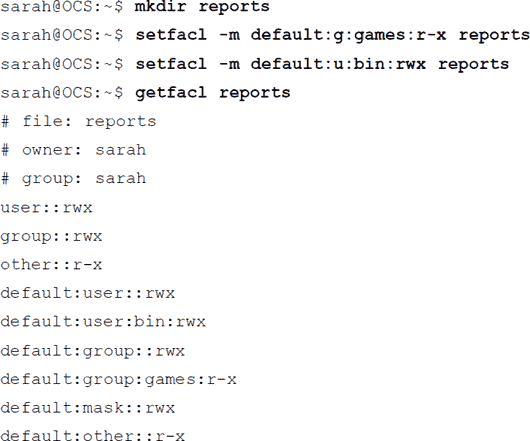 sarah@OCS:~$ mkdir reports
sarah@OCS:~$ setfacl -m default:g:games:r-x reports
sarah@OCS:~$ setfacl -m default:u:bin:rwx reports
sarah@OCS:~$ getfacl reports
# file: reports
# owner: sarah
# group: sarah
user::rwx
group::rwx
other::r-x
default:user::rwx
default:user:bin:rwx
default:group::rwx
default:group:games:r-x
default:mask::rwx
default:other::r-x